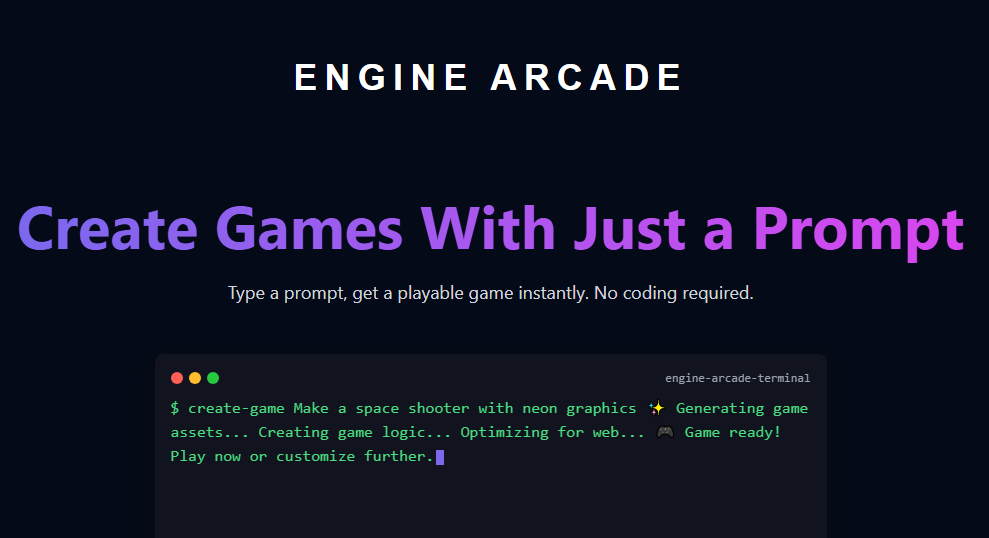 ENGINE ARCADE
Create Games With Just a Prompt
Type a prompt, get a playable game instantly. No coding required.
engine-arcade-terminal
$ create-game Make a space shooter with neon graphics ✨ Generating game
assets... Creating game logic... Optimizing for web... 🎮 Game ready!
Play now or customize further.